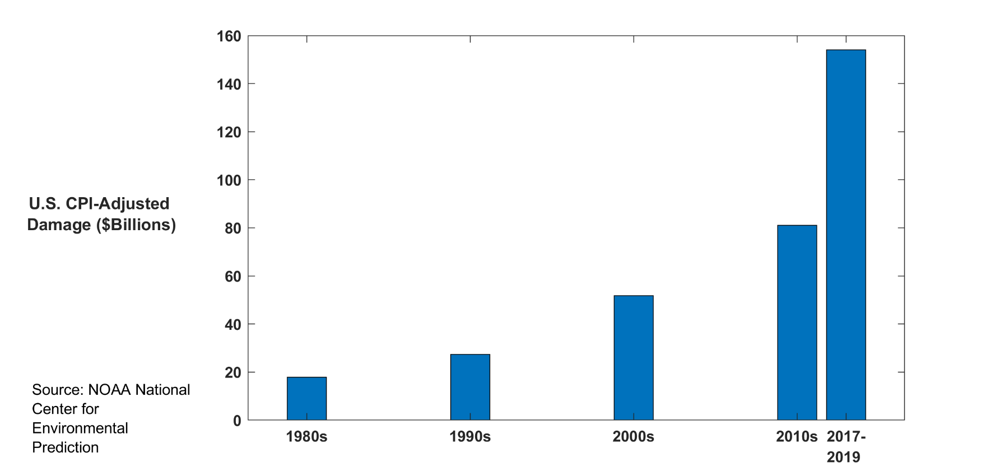 160
140
120
100
80
60
40
20
0
U.S. CPI-Adjusted
Damage ($Billions)
Source: NOAA National
Center for
Environmental
Prediction
1980s 1990s 2000s 2010s 2017-
2019